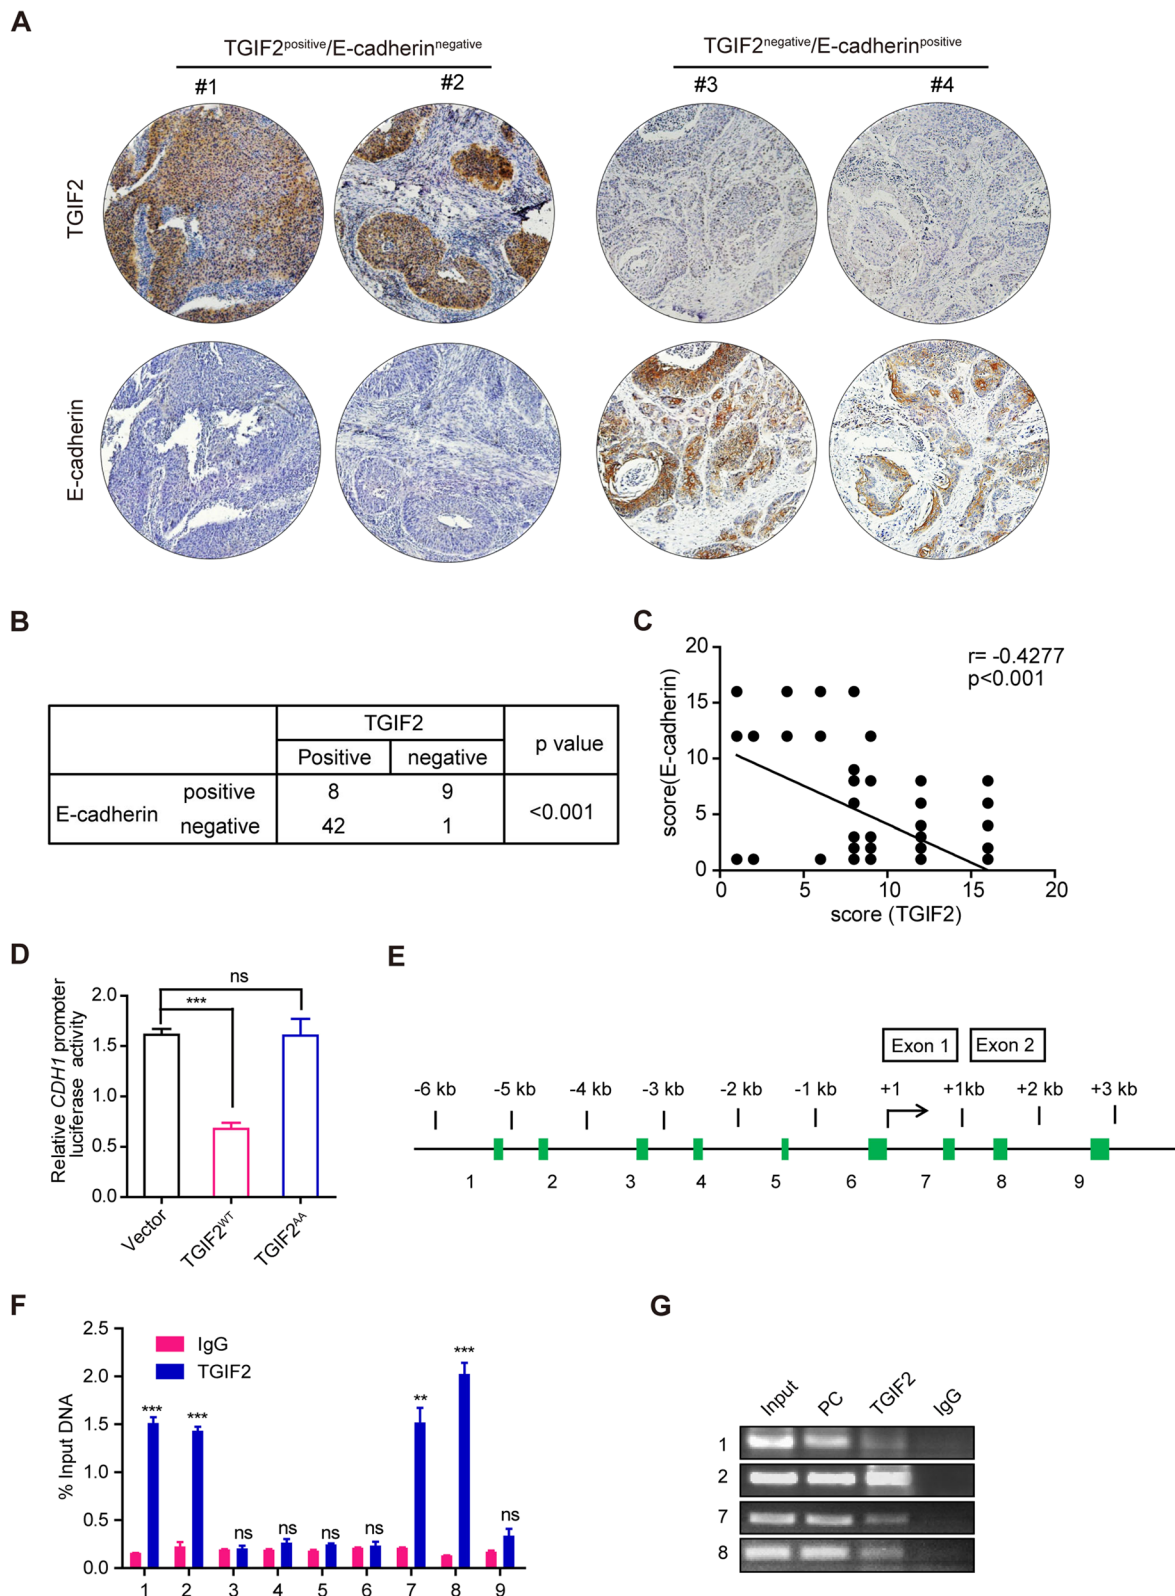 A
TGIF2positive/E-cadherinnegative
TGIF2negative/E-cadherinpositive
#1
#2
#3
#4
TGIF2
E-cadherin
B
TGIF2
p value
Positive
negative
E-cadherin
positive
8
9
<0.001
negative
42
1
C
r= -0.4277
p<0.001
score(E-cadherin)
20
15
10
5
0
0
5
10
15
20
score (TGIF2)
D
ns
***
Relative CDH1 promoter
luciferase activity
2.0
1.5
1.0
0.5
0.0
Vector
TGIF2WT
TGIF2AA
E
Exon 1
Exon 2
-6 kb
-5 kb
-4 kb
-3 kb
-2 kb
-1 kb
+1
+1kb
+2 kb
+3 kb
1
2
3
4
5
6
7
8
9
F
% Input DNA
2.5
2.0
1.5
1.0
0.5
0.0
IgG
TGIF2
***
***
ns
ns
ns
ns
**
***
ns
1
2
3
4
5
6
7
8
9
G
Input
PC
TGIF2
IgG
1
2
7
8